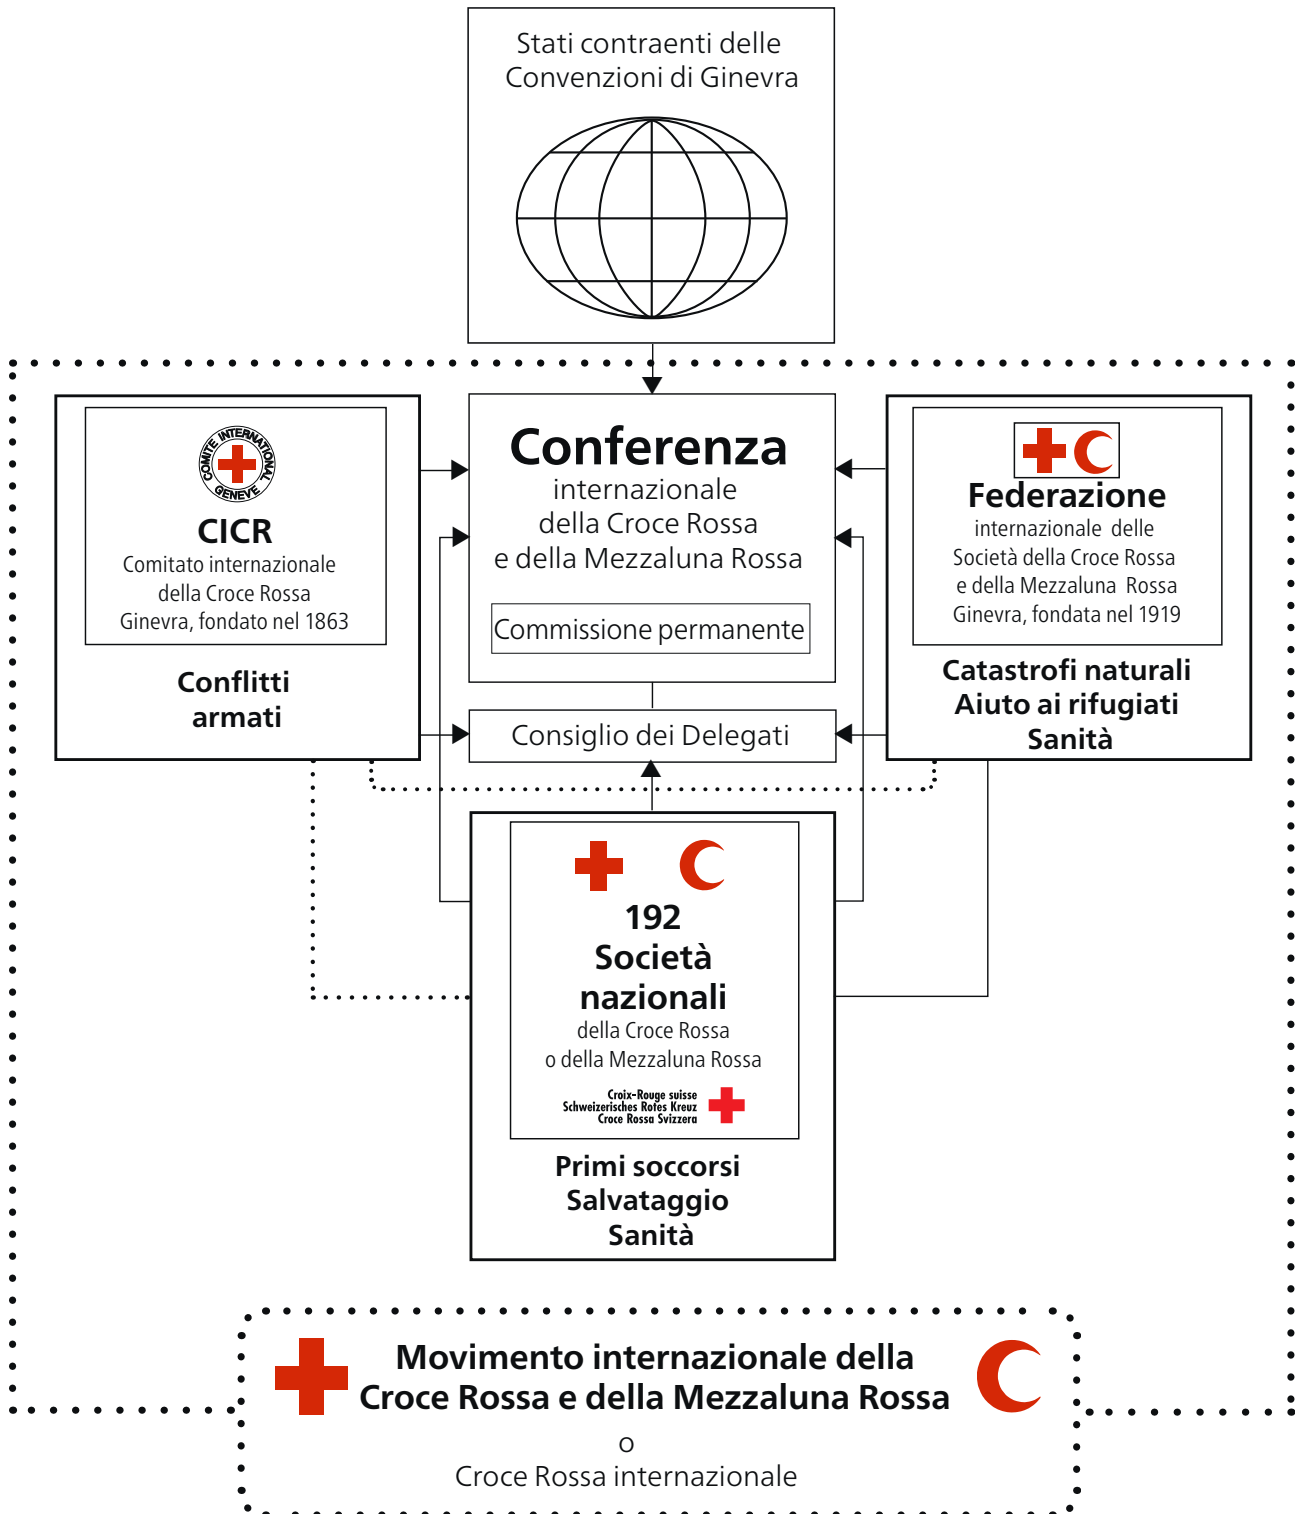 Stati contraenti delle
Convenzioni di Ginevra
COMITE INTERNATIONAL
GENEVE
CICR
Comitato internazionale
della Croce Rossa
Ginevra, fondato nel 1863
Conflitti
armati
Conferenza
internazionale
della Croce Rossa
e della Mezzaluna Rossa
Commissione permanente
Consiglio dei Delegati
Federazione
internazionale delle
Società della Croce Rossa
e della Mezzaluna Rossa
Ginevra, fondata nel 1919
Catastrofi naturali
Aiuto ai rifugiati
Sanità
192
Società
nazionali
della Croce Rossa
o della Mezzaluna Rossa
Croix-Rouge suisse
Schweizerisches Rotes Kreuz
Croce Rossa Svizzera
Primi soccorsi
Salvataggio
Sanità
Movimento internazionale della
Croce Rossa e della Mezzaluna Rossa
o
Croce Rossa internazionale